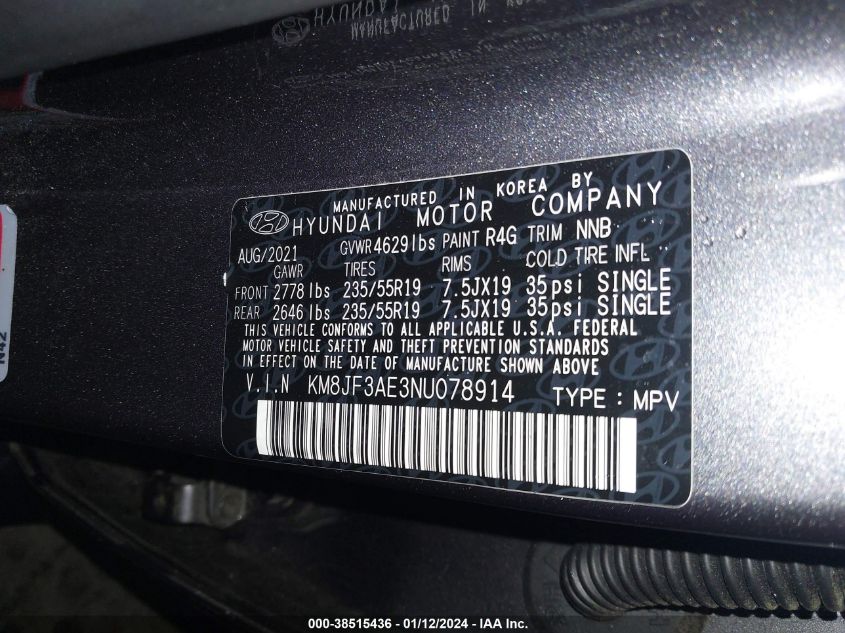 HYUNDAI
MANUFACTURED IN KOREA BY
HYUNDAI MOTOR COMPANY
AUG/2021 GVWR 4629 lbs PAINT R4G TRIM NNB
GAWR TIRES RIMS COLD TIRE INFL
FRONT 2778 lbs 235/55R19 7.5JX19 35psi SINGLE
REAR 2646 lbs 235/55R19 7.5JX19 35psi SINGLE
THIS VEHICLE CONFORMS TO ALL APPLICABLE U.S.A. FEDERAL
MOTOR VEHICLE SAFETY AND THEFT PREVENTION STANDARDS
IN EFFECT ON THE DATE OF MANUFACTURE SHOWN ABOVE
V.I.N KM8JF3AE3NU078914 TYPE : MPV
N42
000-38515436 - 01/12/2024 - IAA Inc.